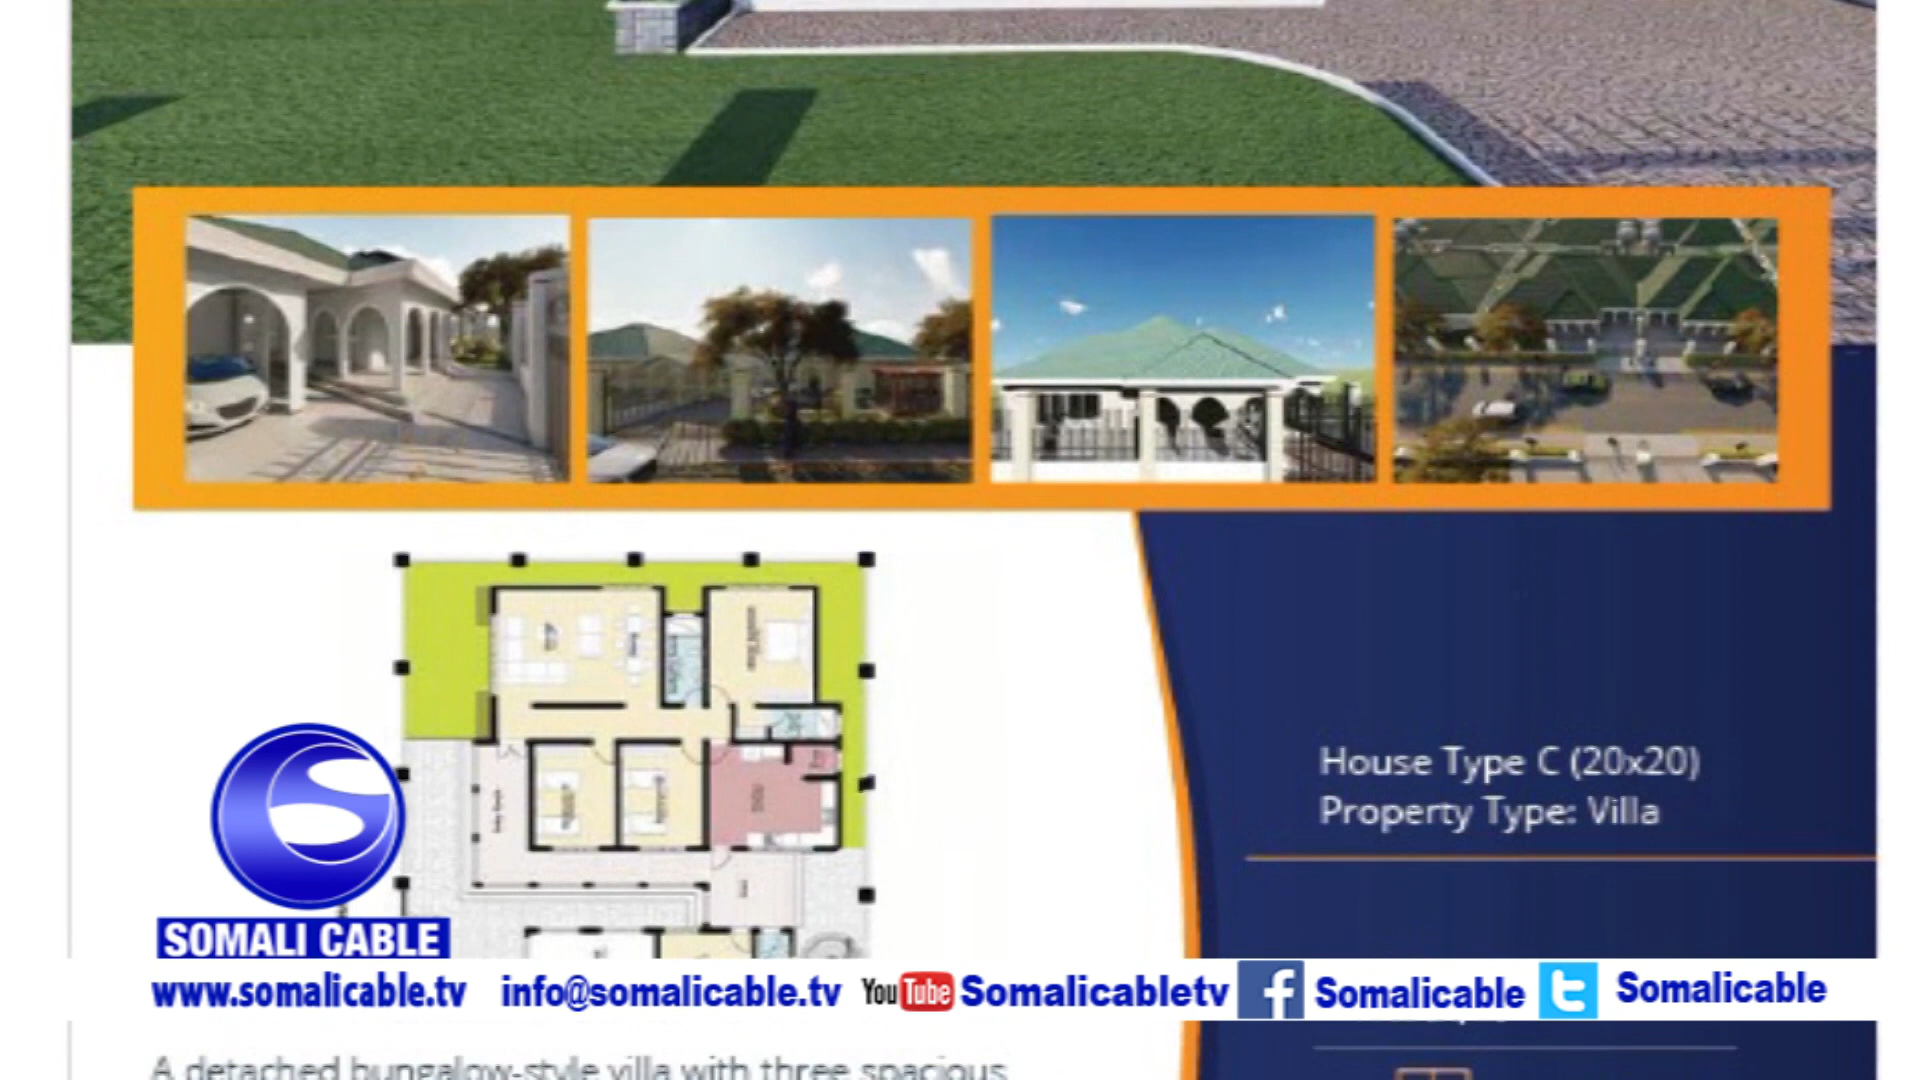 House Type C (20x20)
Property Type: Villa
SOMALI CABLE
www.somalicable.tv info@somalicable.tv YouTube Somalicabletv Somalicable Somalicable
A detached bungalow-style villa with three spacious